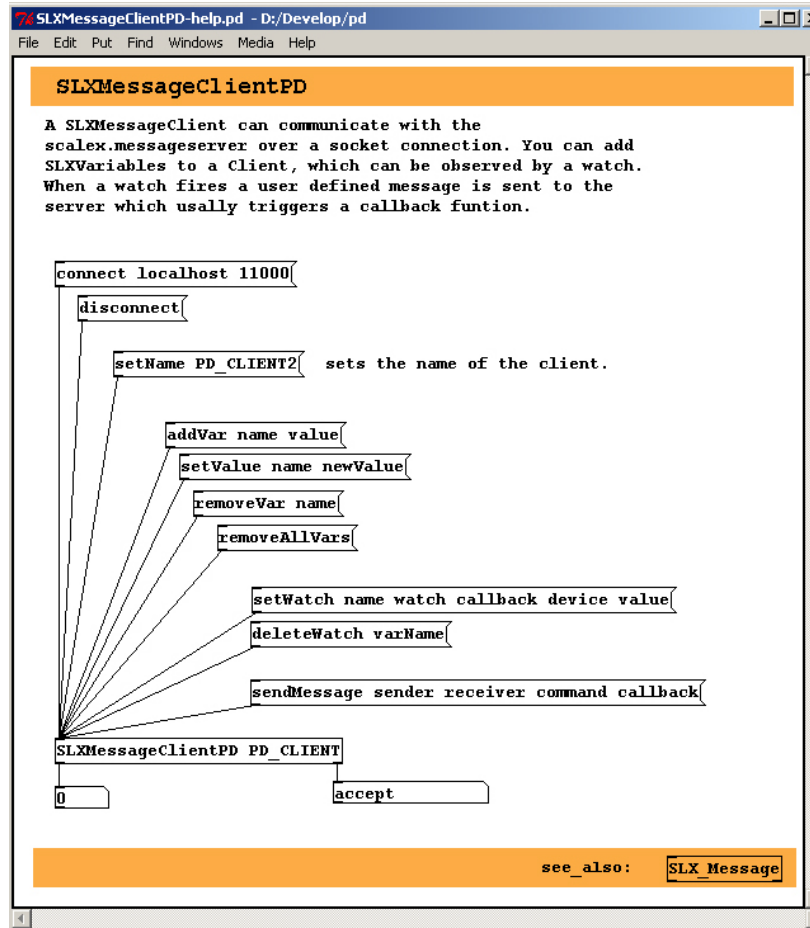 SLXMessageClientPD-help.pd - D:/Develop/pd
File Edit Put Find Windows Media Help
SLXMessageClientPD
A SLXMessageClient can communicate with the
scalex.messageserver over a socket connection. You can add
SLXVariables to a Client, which can be observed by a watch.
When a watch fires a user defined message is sent to the
server which usally triggers a callback funtion.
connect localhost 11000
disconnect
setName PD_CLIENT2 sets the name of the client.
addVar name value
setValue name newValue
removeVar name
removeAllVars
setWatch name watch callback device value
deleteWatch varName
sendMessage sender receiver command callback
SLXMessageClientPD PD_CLIENT
0 accept
see_also: SLX_Message